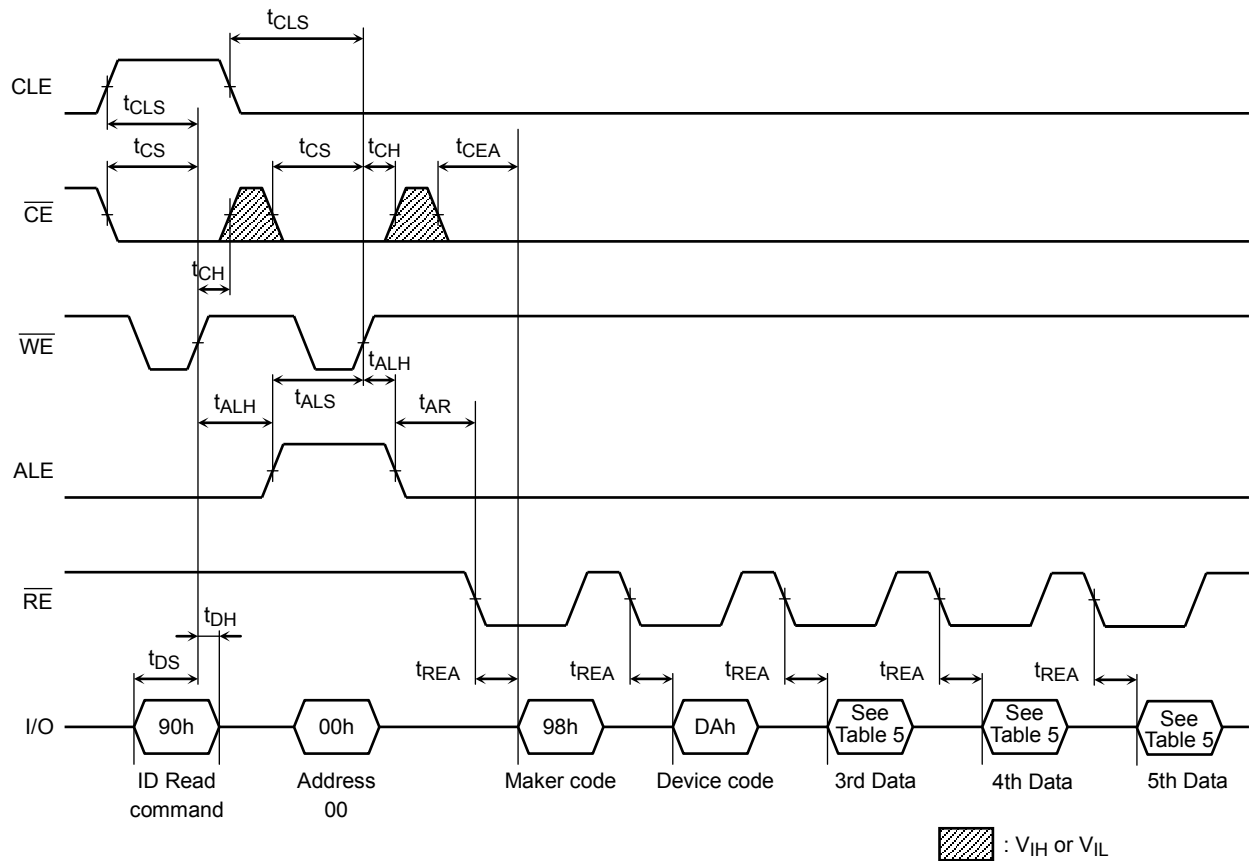 tCLS
CLE
tCLS
tCS
tCS
tCH
tCEA
CE
tCH
WE
tALH
tALH
tALS
tAR
ALE
RE
tDH
tDS
tREA
tREA
tREA
tREA
tREA
I/O
90h
00h
98h
DAh
See
Table 5
See
Table 5
See
Table 5
ID Read
command
Address
00
Maker code
Device code
3rd Data
4th Data
5th Data
: VIH or VIL